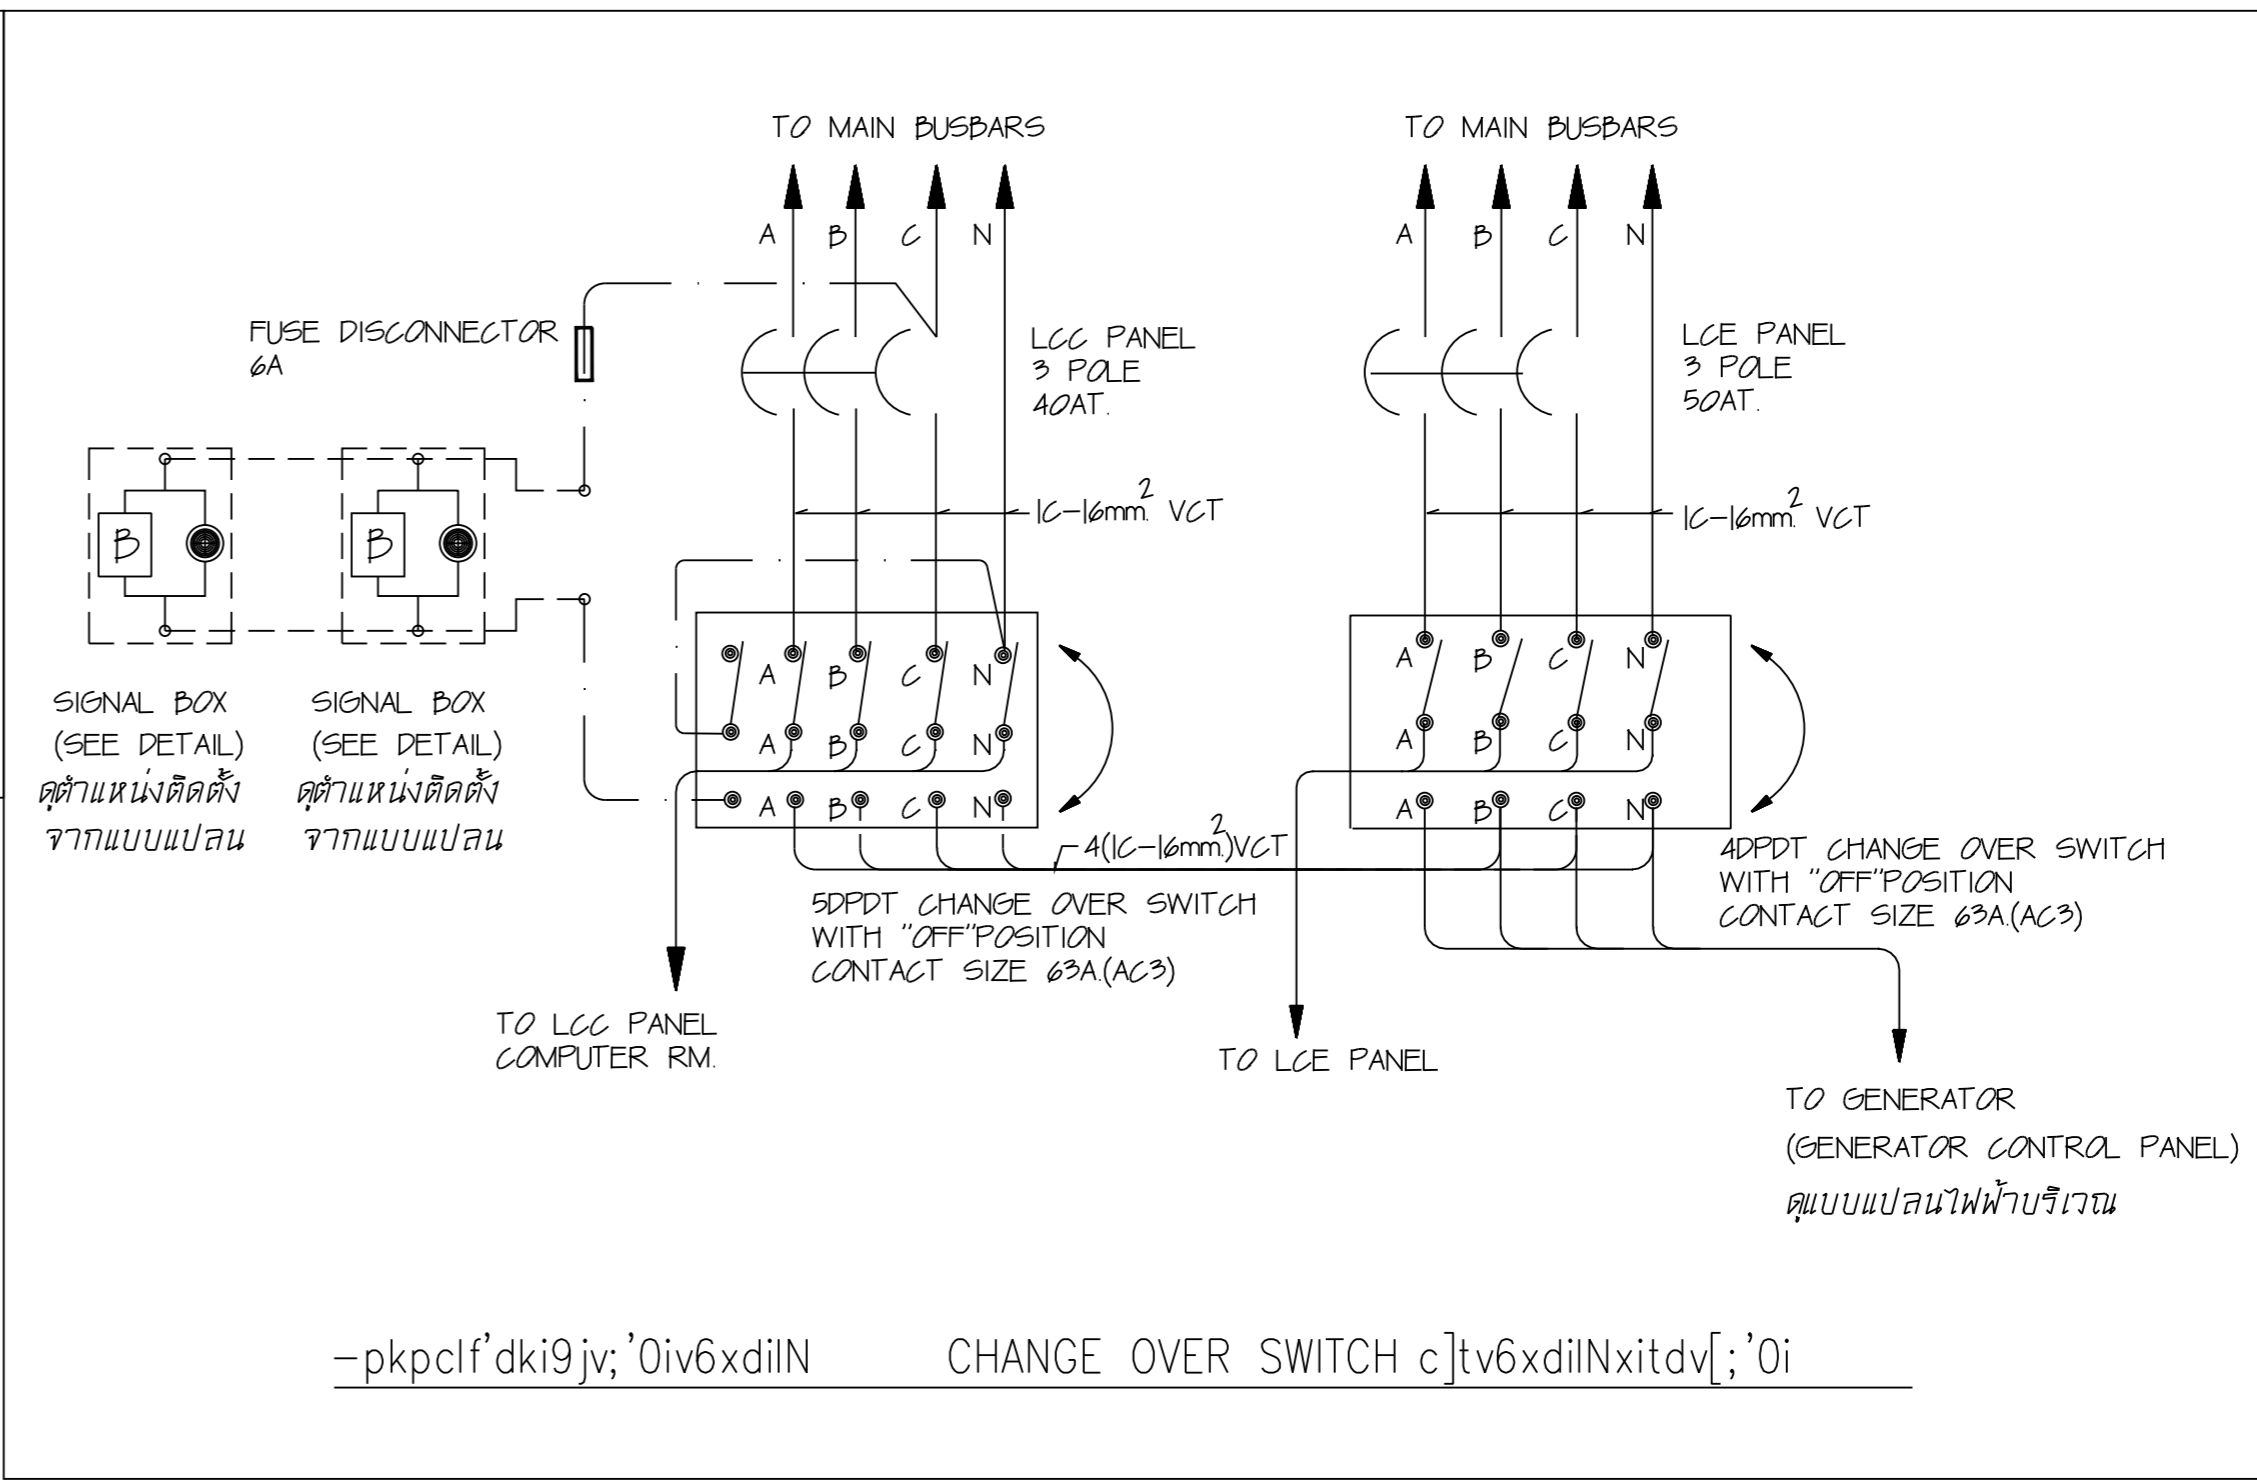 TO MAIN BUSBARS
A B C N
FUSE DISCONNECTOR
6A
LCC PANEL
3 POLE
40AT.
1C-16mm.² VCT
B
B
SIGNAL BOX
(SEE DETAIL)
ดูตำแหน่งติดตั้ง
จากแบบแปลน
SIGNAL BOX
(SEE DETAIL)
ดูตำแหน่งติดตั้ง
จากแบบแปลน
A B C N
A B C N
A B C N
4(1C-16mm.²)VCT
5DPDT CHANGE OVER SWITCH
WITH "OFF"POSITION
CONTACT SIZE 63A.(AC3)
TO LCC PANEL
COMPUTER RM.
TO MAIN BUSBARS
A B C N
LCE PANEL
3 POLE
50AT.
1C-16mm.² VCT
A B C N
A B C N
A B C N
4DPDT CHANGE OVER SWITCH
WITH "OFF"POSITION
CONTACT SIZE 63A.(AC3)
TO LCE PANEL
TO GENERATOR
(GENERATOR CONTROL PANEL)
ดูแบบแปลนไฟฟ้าบริเวณ
-pkpclf'dki9jv;'0iv6xdilN CHANGE OVER SWITCH c]tv6xdilNxitdv[;'0i